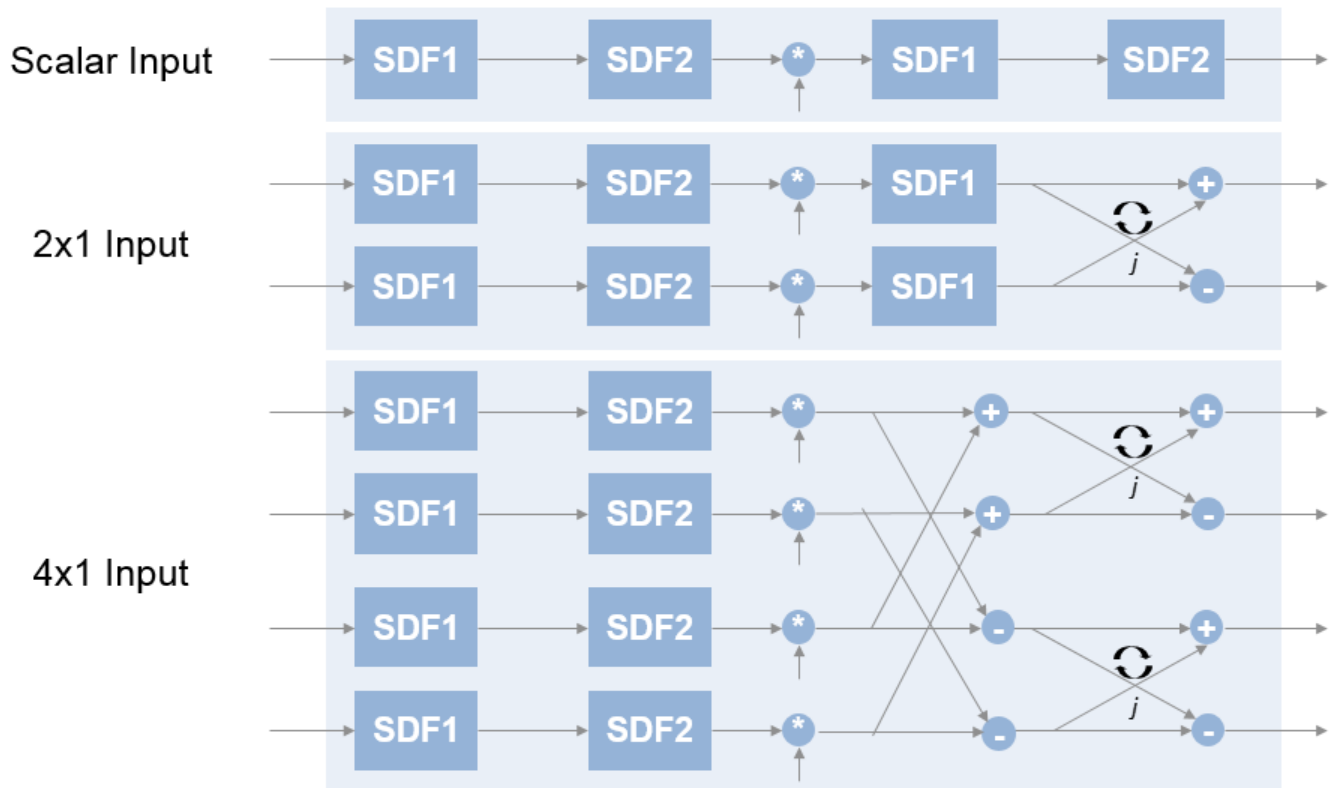 Scalar Input SDF1 SDF2 * SDF1 SDF2
SDF1 SDF2 * SDF1 +
2x1 Input
j
SDF1 SDF2 * SDF1 -
SDF1 SDF2 * + +
j
SDF1 SDF2 * + -
4x1 Input
SDF1 SDF2 * - +
j
SDF1 SDF2 * - -